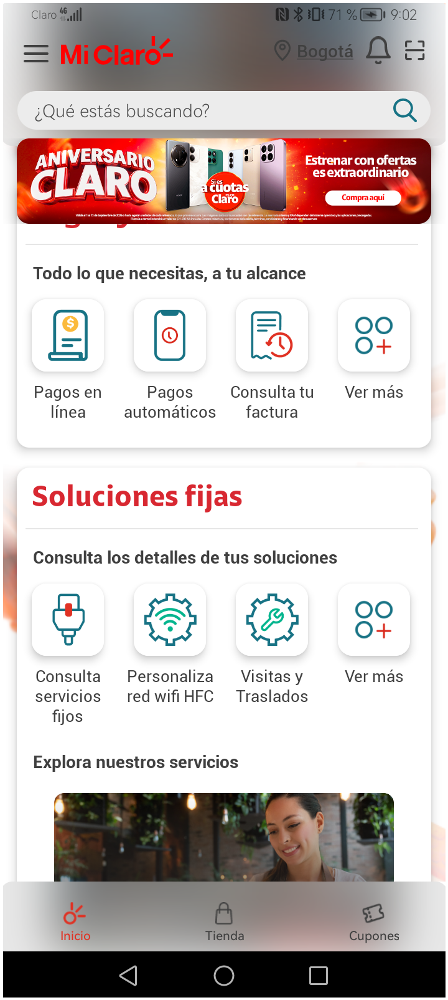 Claro 4G 71 % 9:02
Mi Claro Bogotá
¿Qué estás buscando?
ANIVERSARIO
CLARO
Si es
a cuotas
es en
Claro
Estrenar con ofertas
es extraordinario
Compra aquí
Todo lo que necesitas, a tu alcance
Pagos en
línea
Pagos
automáticos
Consulta tu
factura
Ver más
Soluciones fijas
Consulta los detalles de tus soluciones
Consulta
servicios
fijos
Personaliza
red wifi HFC
Visitas y
Traslados
Ver más
Explora nuestros servicios
Inicio
Tienda
Cupones